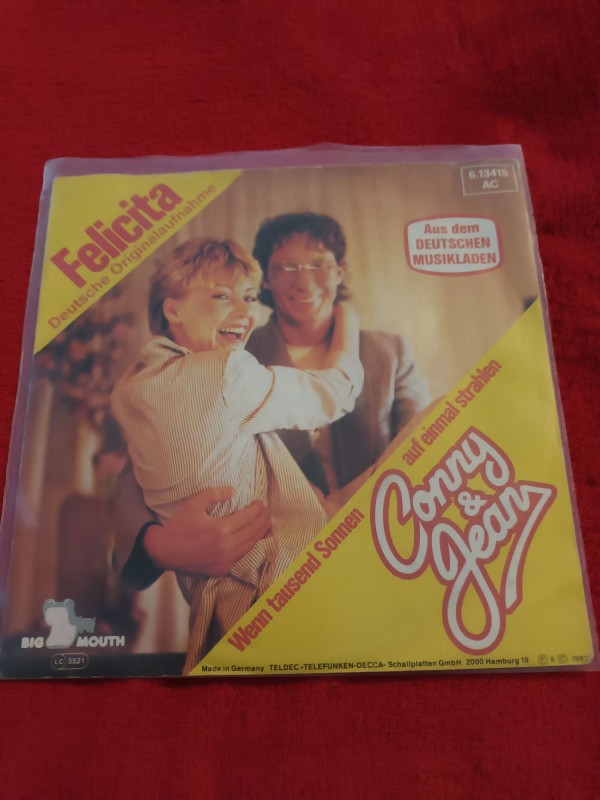 Felicita
Deutsche Originalaufnahme
6.13415
AC
Aus dem
DEUTSCHEN
MUSIKLADEN
Wenn tausend Sonnen auf einmal strahlen
Conny
&
Jean
BIG MOUTH
LC 5521
Made in Germany · TELDEC »TELEFUNKEN-DECCA« Schallplatten GmbH · 2000 Hamburg 19 Ⓟ & © 1982